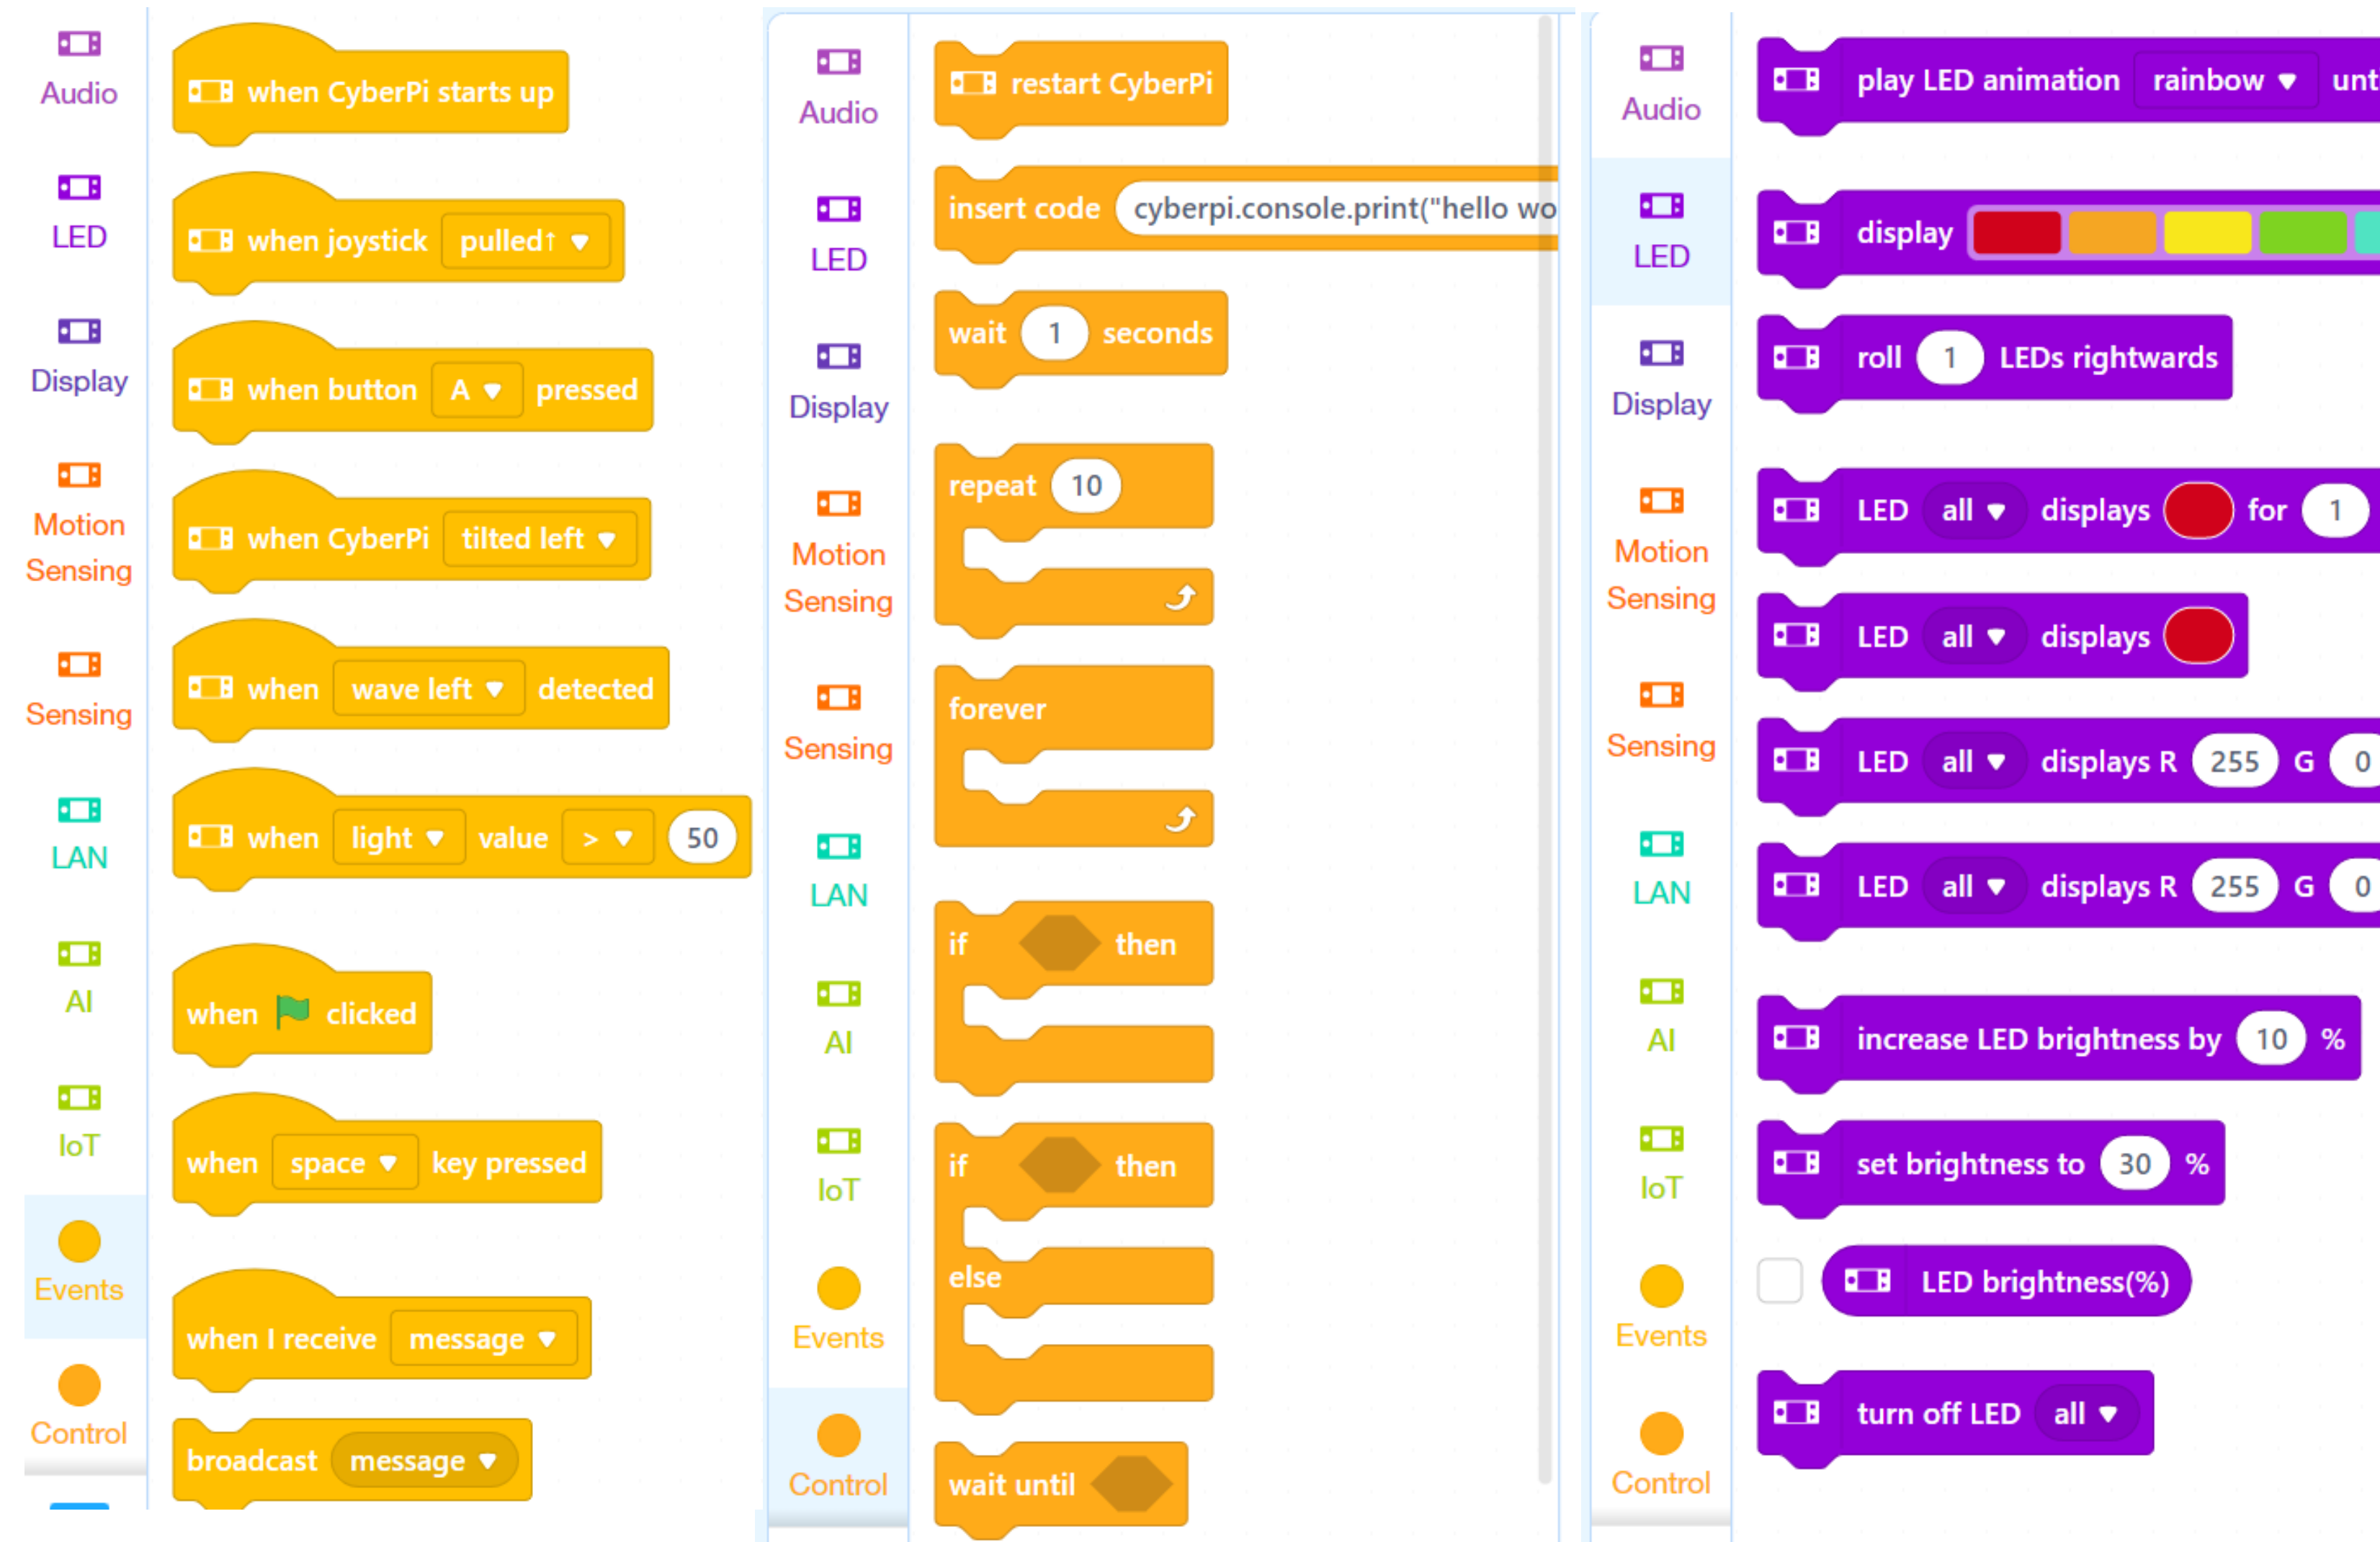 Audio
LED
Display
Motion
Sensing
Sensing
LAN
AI
IoT
Events
Control
when CyberPi starts up
when joystick pulled↑
when button A pressed
when CyberPi tilted left
when wave left detected
when light value > 50
when clicked
when space key pressed
when I receive message
broadcast message
Audio
LED
Display
Motion
Sensing
Sensing
LAN
AI
IoT
Events
Control
restart CyberPi
insert code cyberpi.console.print("hello wo
wait 1 seconds
repeat 10
forever
if then
if then
else
wait until
Audio
LED
Display
Motion
Sensing
Sensing
LAN
AI
IoT
Events
Control
play LED animation rainbow unt
display
roll 1 LEDs rightwards
LED all displays for 1
LED all displays
LED all displays R 255 G 0
LED all displays R 255 G 0
increase LED brightness by 10 %
set brightness to 30 %
LED brightness(%)
turn off LED all